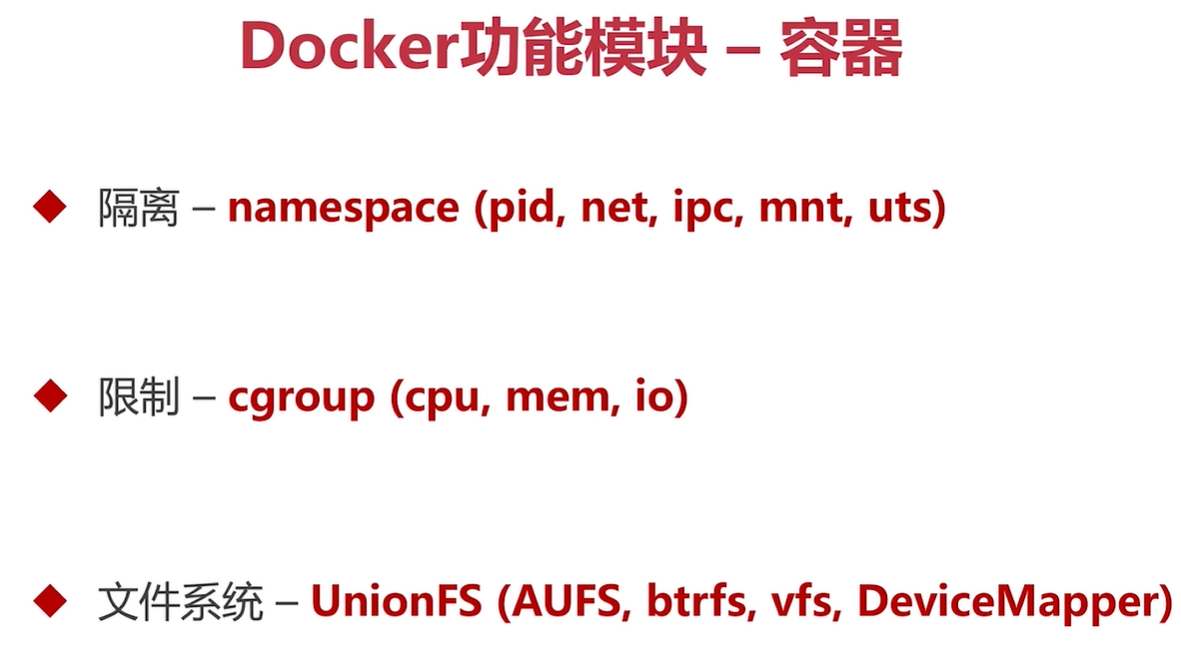 Docker功能模块 – 容器
隔离 – namespace (pid, net, ipc, mnt, uts)
限制 – cgroup (cpu, mem, io)
文件系统 – UnionFS (AUFS, btrfs, vfs, DeviceMapper)